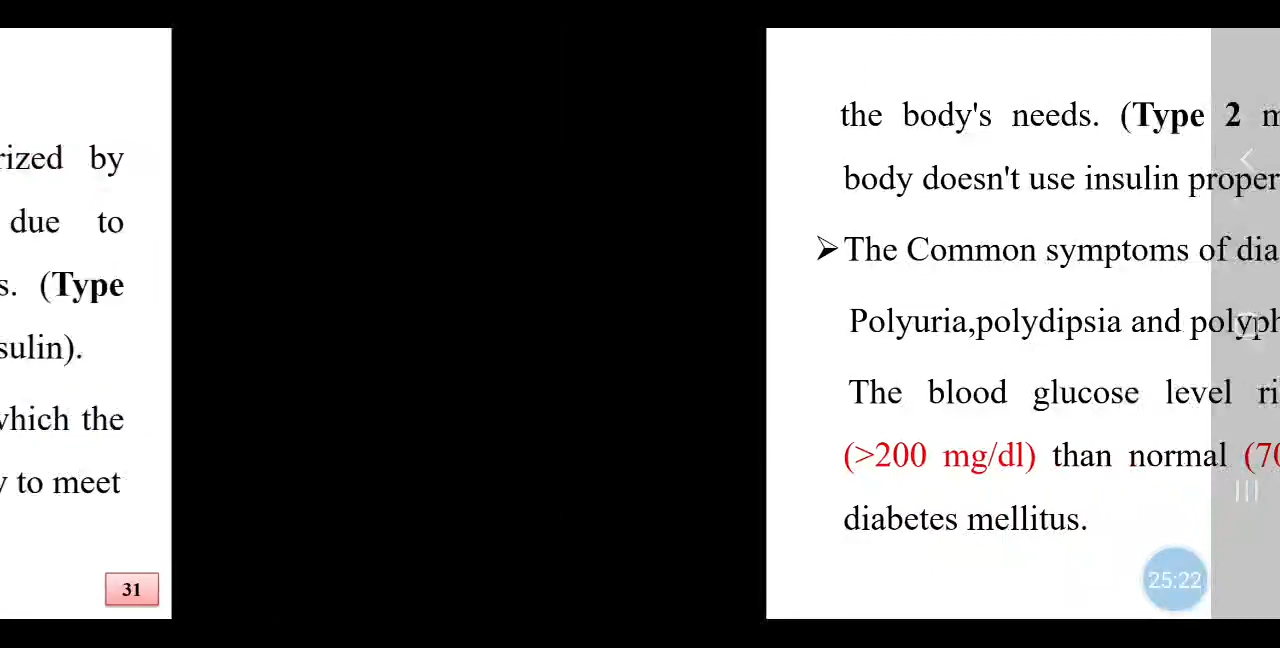 rized by
due to
s. (Type
sulin).
which the
y to meet
31
the body's needs. (Type 2
body doesn't use insulin proper
➢The Common symptoms of dia
Polyuria,polydipsia and polyph
The blood glucose level ri
(>200 mg/dl) than normal (70
diabetes mellitus.
25:22